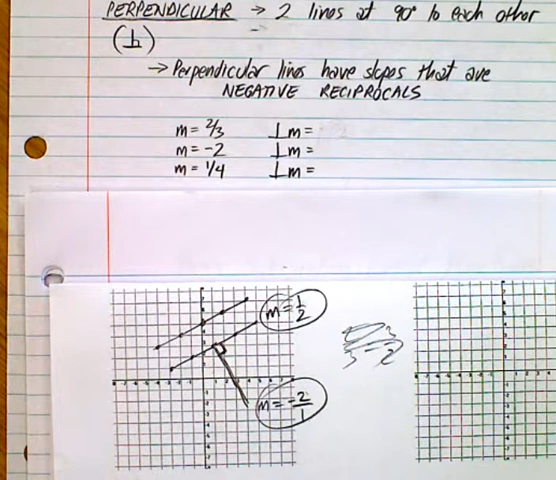 PERPENDICULAR → 2 lines at 90° to each other
(⊥)
→ Perpendicular lines have slopes that are
NEGATIVE RECIPROCALS
m = 2/3 ⊥m =
m = -2 ⊥m =
m = 1/4 ⊥m =
m = 1/2
m = -2/1